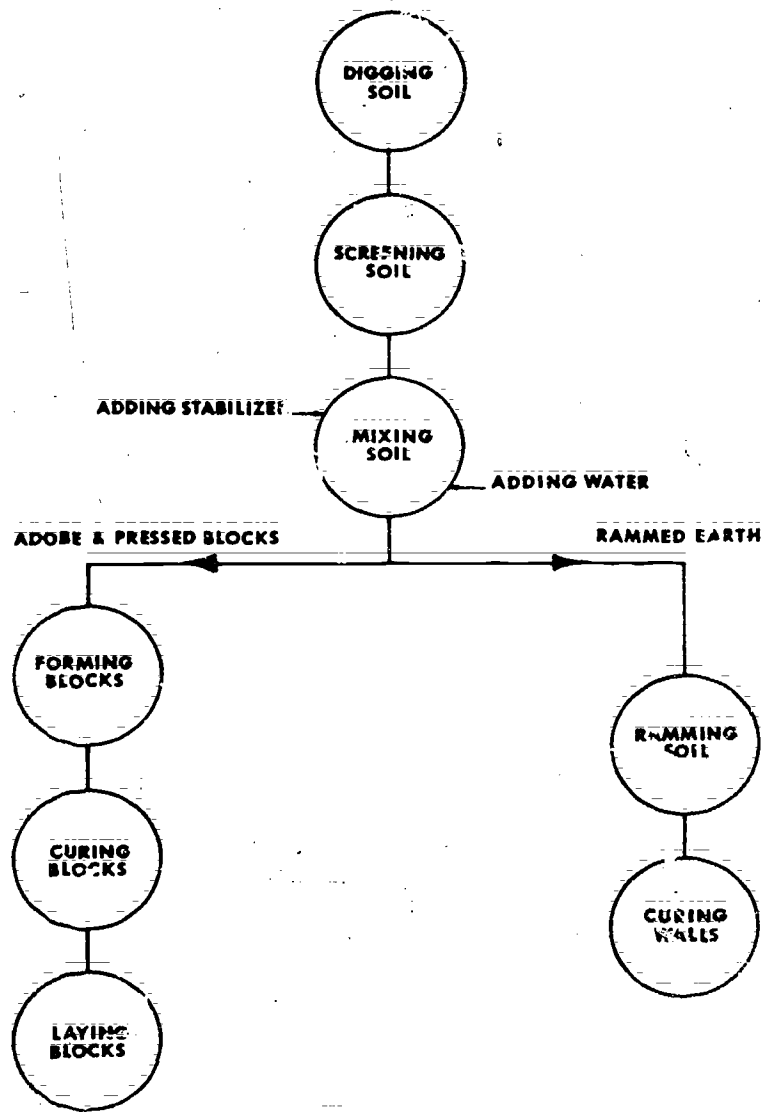 DIGGING
SOIL
SCREENING
SOIL
ADDING STABILIZER
MIXING
SOIL
ADDING WATER
ADOBE & PRESSED BLOCKS
RAMMED EARTH
FORMING
BLOCKS
RAMMING
SOIL
CURING
BLOCKS
CURING
WALLS
LAYING
BLOCKS